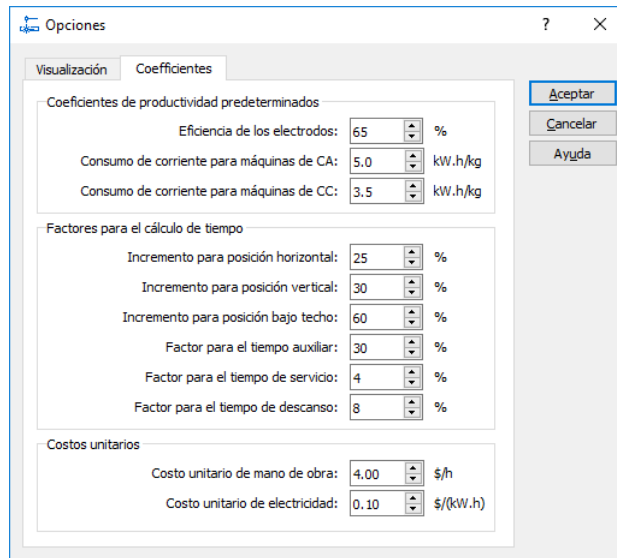 Opciones ?
Visualización Coeficientes
Aceptar
Cancelar
Ayuda
Coeficientes de productividad predeterminados
Eficiencia de los electrodos: 65 %
Consumo de corriente para máquinas de CA: 5.0 kW.h/kg
Consumo de corriente para máquinas de CC: 3.5 kW.h/kg
Factores para el cálculo de tiempo
Incremento para posición horizontal: 25 %
Incremento para posición vertical: 30 %
Incremento para posición bajo techo: 60 %
Factor para el tiempo auxiliar: 30 %
Factor para el tiempo de servicio: 4 %
Factor para el tiempo de descanso: 8 %
Costos unitarios
Costo unitario de mano de obra: 4.00 $/h
Costo unitario de electricidad: 0.10 $/(kW.h)